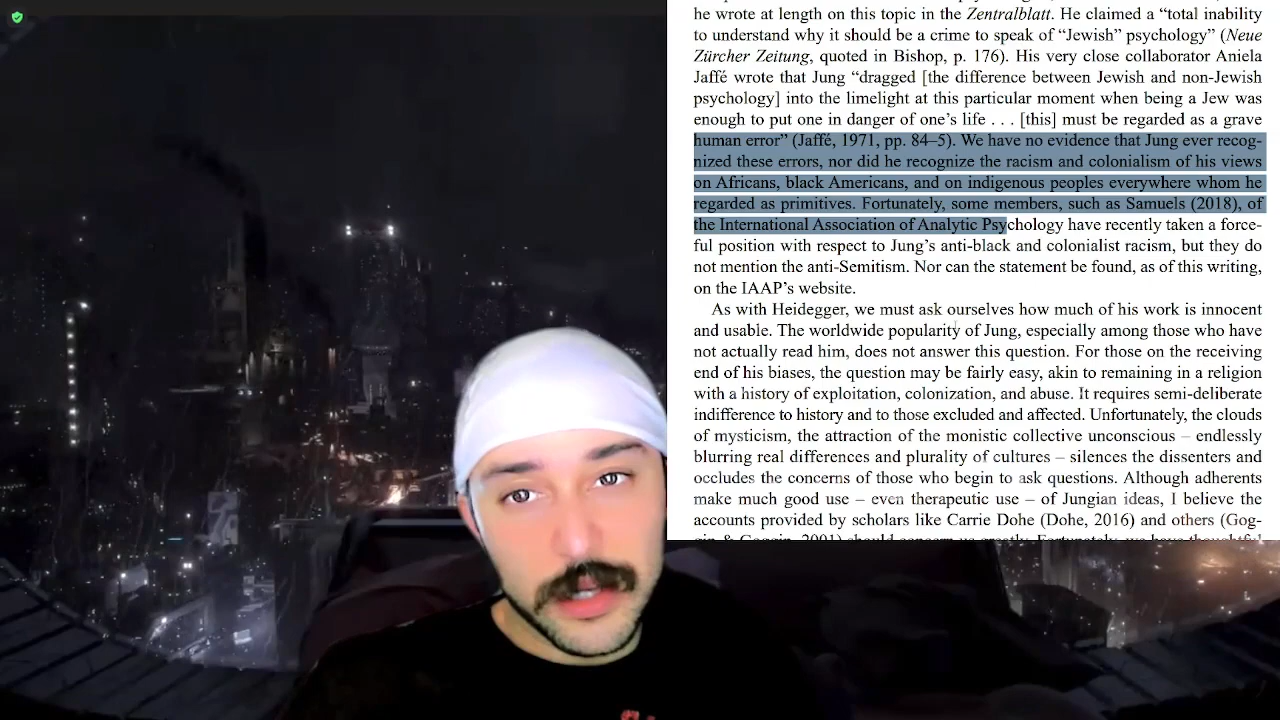 he wrote at length on this topic in the Zentralblatt. He claimed a “total inability
to understand why it should be a crime to speak of “Jewish” psychology” (Neue
Zürcher Zeitung, quoted in Bishop, p. 176). His very close collaborator Aniela
Jaffé wrote that Jung “dragged [the difference between Jewish and non-Jewish
psychology] into the limelight at this particular moment when being a Jew was
enough to put one in danger of one’s life . . . [this] must be regarded as a grave
human error” (Jaffé, 1971, pp. 84–5). We have no evidence that Jung ever recog-
nized these errors, nor did he recognize the racism and colonialism of his views
on Africans, black Americans, and on indigenous peoples everywhere whom he
regarded as primitives. Fortunately, some members, such as Samuels (2018), of
the International Association of Analytic Psychology have recently taken a force-
ful position with respect to Jung’s anti-black and colonialist racism, but they do
not mention the anti-Semitism. Nor can the statement be found, as of this writing,
on the IAAP’s website.
As with Heidegger, we must ask ourselves how much of his work is innocent
and usable. The worldwide popularity of Jung, especially among those who have
not actually read him, does not answer this question. For those on the receiving
end of his biases, the question may be fairly easy, akin to remaining in a religion
with a history of exploitation, colonization, and abuse. It requires semi-deliberate
indifference to history and to those excluded and affected. Unfortunately, the clouds
of mysticism, the attraction of the monistic collective unconscious – endlessly
blurring real differences and plurality of cultures – silences the dissenters and
occludes the concerns of those who begin to ask questions. Although adherents
make much good use – even therapeutic use – of Jungian ideas, I believe the
accounts provided by scholars like Carrie Dohe (Dohe, 2016) and others (Gog-